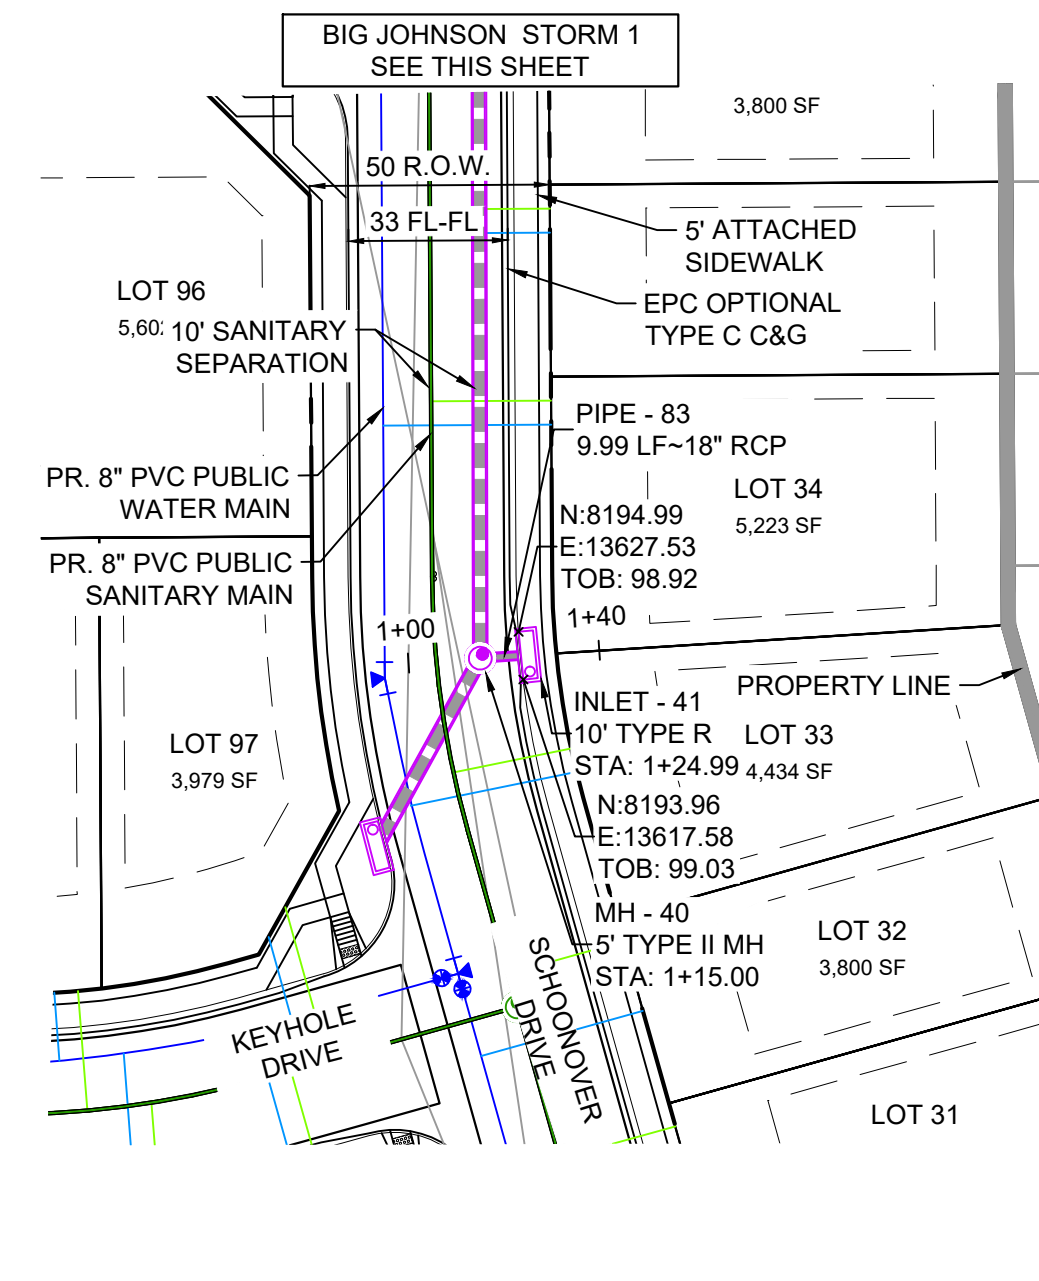 BIG JOHNSON STORM 1
SEE THIS SHEET
3,800 SF
50 R.O.W.
33 FL-FL
5' ATTACHED
SIDEWALK
EPC OPTIONAL
TYPE C C&G
LOT 96
5,602
10' SANITARY
SEPARATION
PIPE - 83
9.99 LF~18" RCP
PR. 8" PVC PUBLIC
WATER MAIN
LOT 34
5,223 SF
N:8194.99
E:13627.53
TOB: 98.92
PR. 8" PVC PUBLIC
SANITARY MAIN
1+00
1+40
PROPERTY LINE
INLET - 41
10' TYPE R
STA: 1+24.99
LOT 33
4,434 SF
LOT 97
3,979 SF
N:8193.96
E:13617.58
TOB: 99.03
MH - 40
5' TYPE II MH
STA: 1+15.00
LOT 32
3,800 SF
KEYHOLE
DRIVE
SCHOONOVER
DRIVE
LOT 31